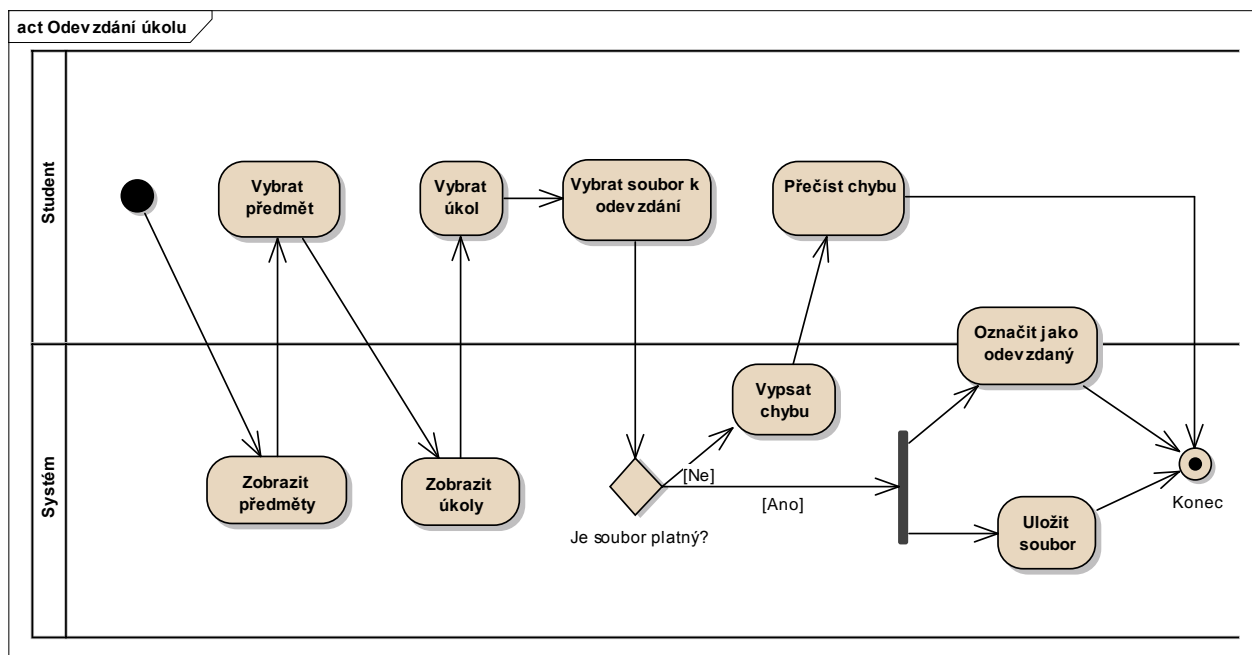 act Odevzdání úkolu
Student
Vybrat
předmět
Vybrat
úkol
Vybrat soubor k
odevzdání
Přečíst chybu
Označit jako
odevzdaný
Systém
Vypsat
chybu
Zobrazit
předměty
Zobrazit
úkoly
[Ne]
[Ano]
Je soubor platný?
Uložit
soubor
Konec